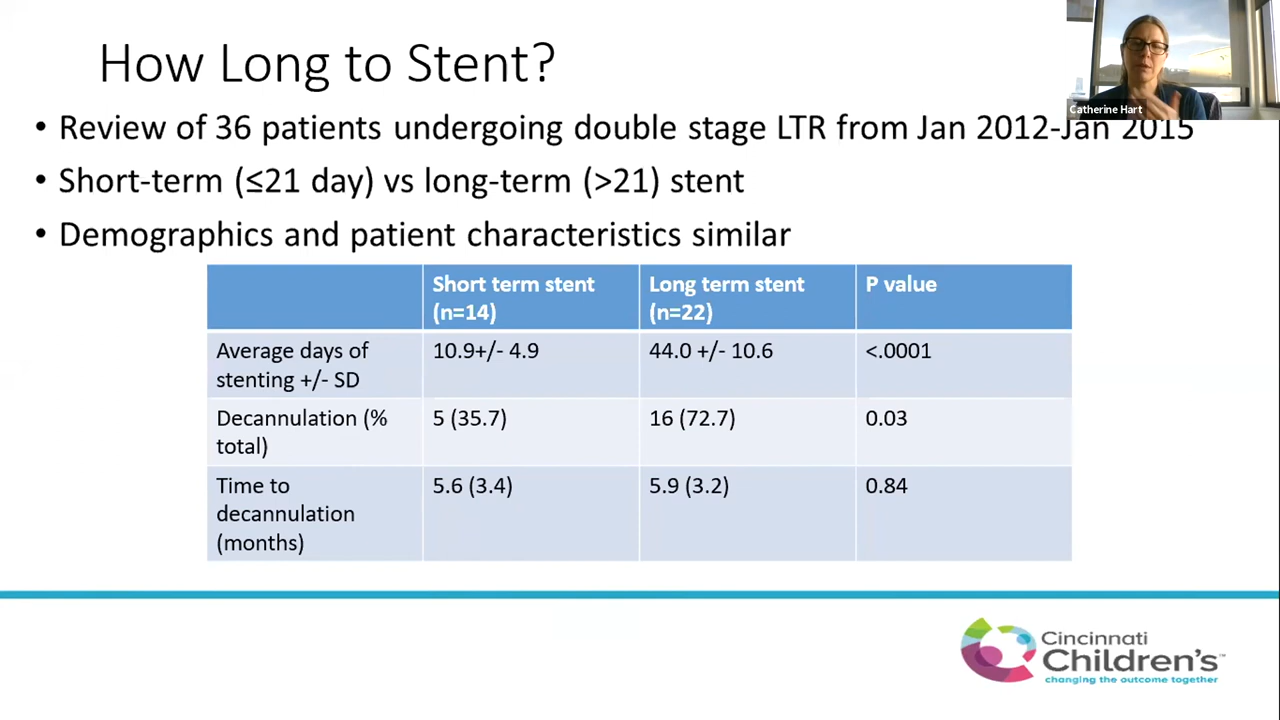 How Long to Stent?
Catherine Hart
• Review of 36 patients undergoing double stage LTR from Jan 2012-Jan 2015
• Short-term (≤21 day) vs long-term (>21) stent
• Demographics and patient characteristics similar
Short term stent Long term stent P value
(n=14) (n=22)
Average days of 10.9+/- 4.9 44.0 +/- 10.6 <.0001
stenting +/- SD
Decannulation (% 5 (35.7) 16 (72.7) 0.03
total)
Time to 5.6 (3.4) 5.9 (3.2) 0.84
decannulation
(months)
Cincinnati
Children's™
changing the outcome together